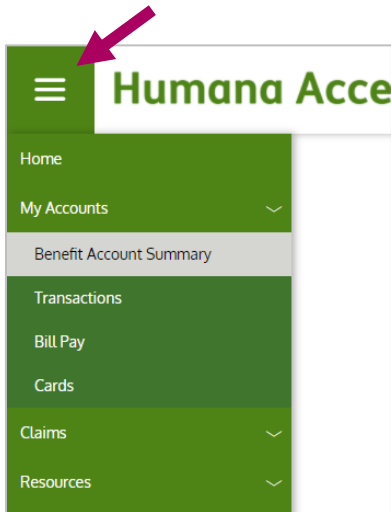 Humana Acce
Home
My Accounts
Benefit Account Summary
Transactions
Bill Pay
Cards
Claims
Resources